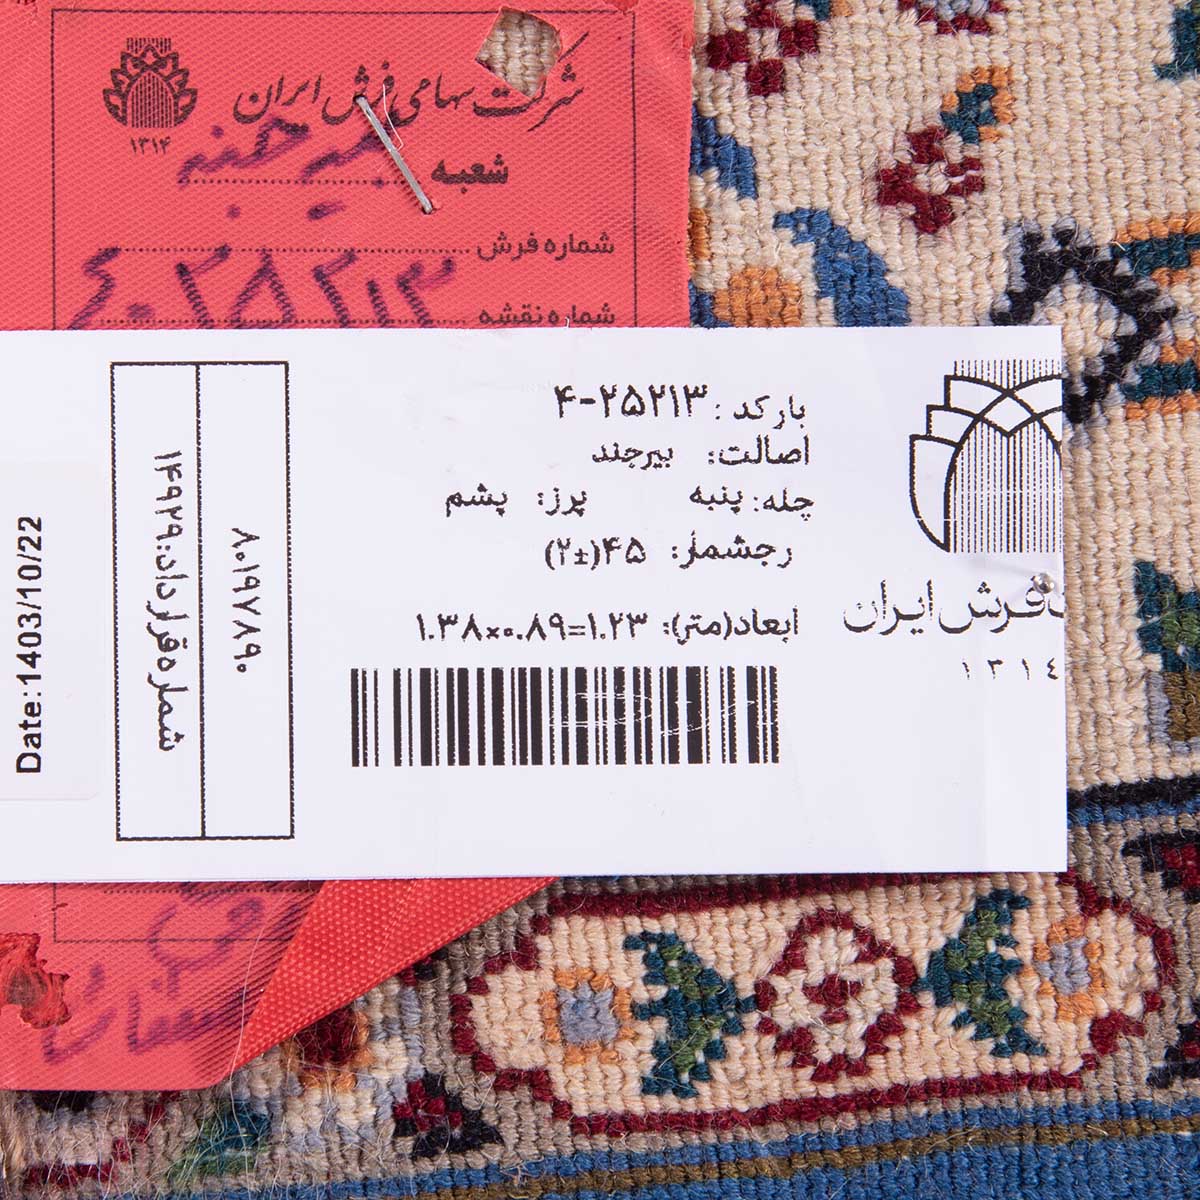 شرکت سهامی فرش ایران
۱۳۱۴
شعبه
شماره فرش
شماره نقشه
بارکد : ۴-۲۵۲۱۳
اصالت: بیرجند
چله: پنبه پرز: پشم
رجشمار: ۴۵(±۲)
ابعاد(متر): ۱.۳۸×۰.۸۹=۱.۲۳
فرش ایران
۱۳۱۴
۸۰۱۹۷۸۹۰
شماره قرارداد: ۱۴۹۲۹
Date:1403/10/22